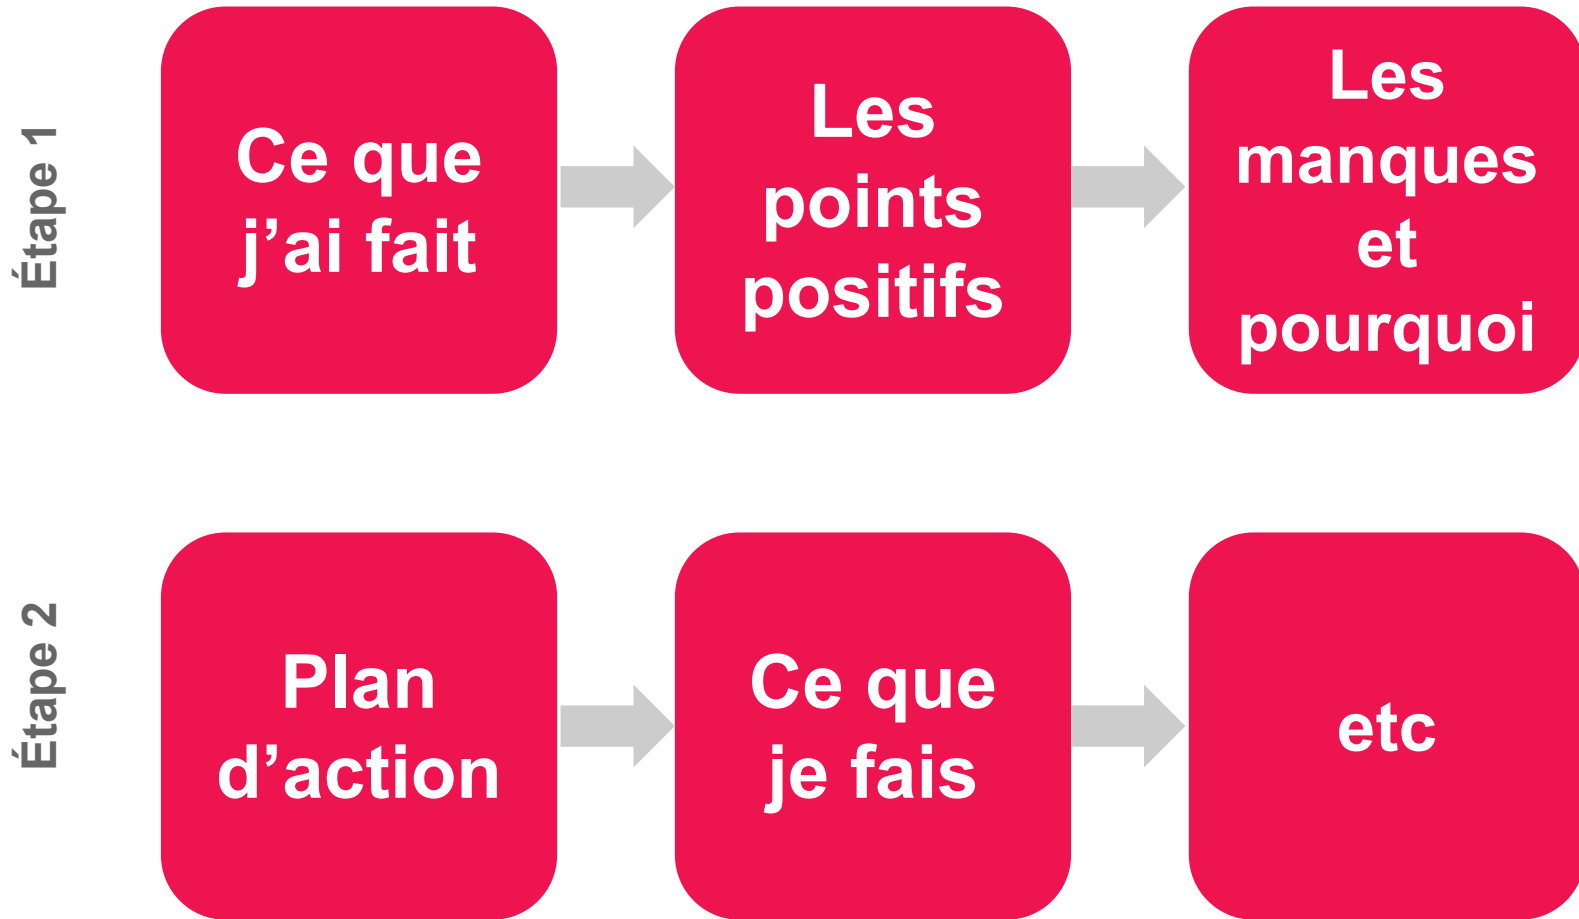 Étape 1
Ce que
j’ai fait
Les
points
positifs
Les
manques
et
pourquoi
Étape 2
Plan
d’action
Ce que
je fais
etc